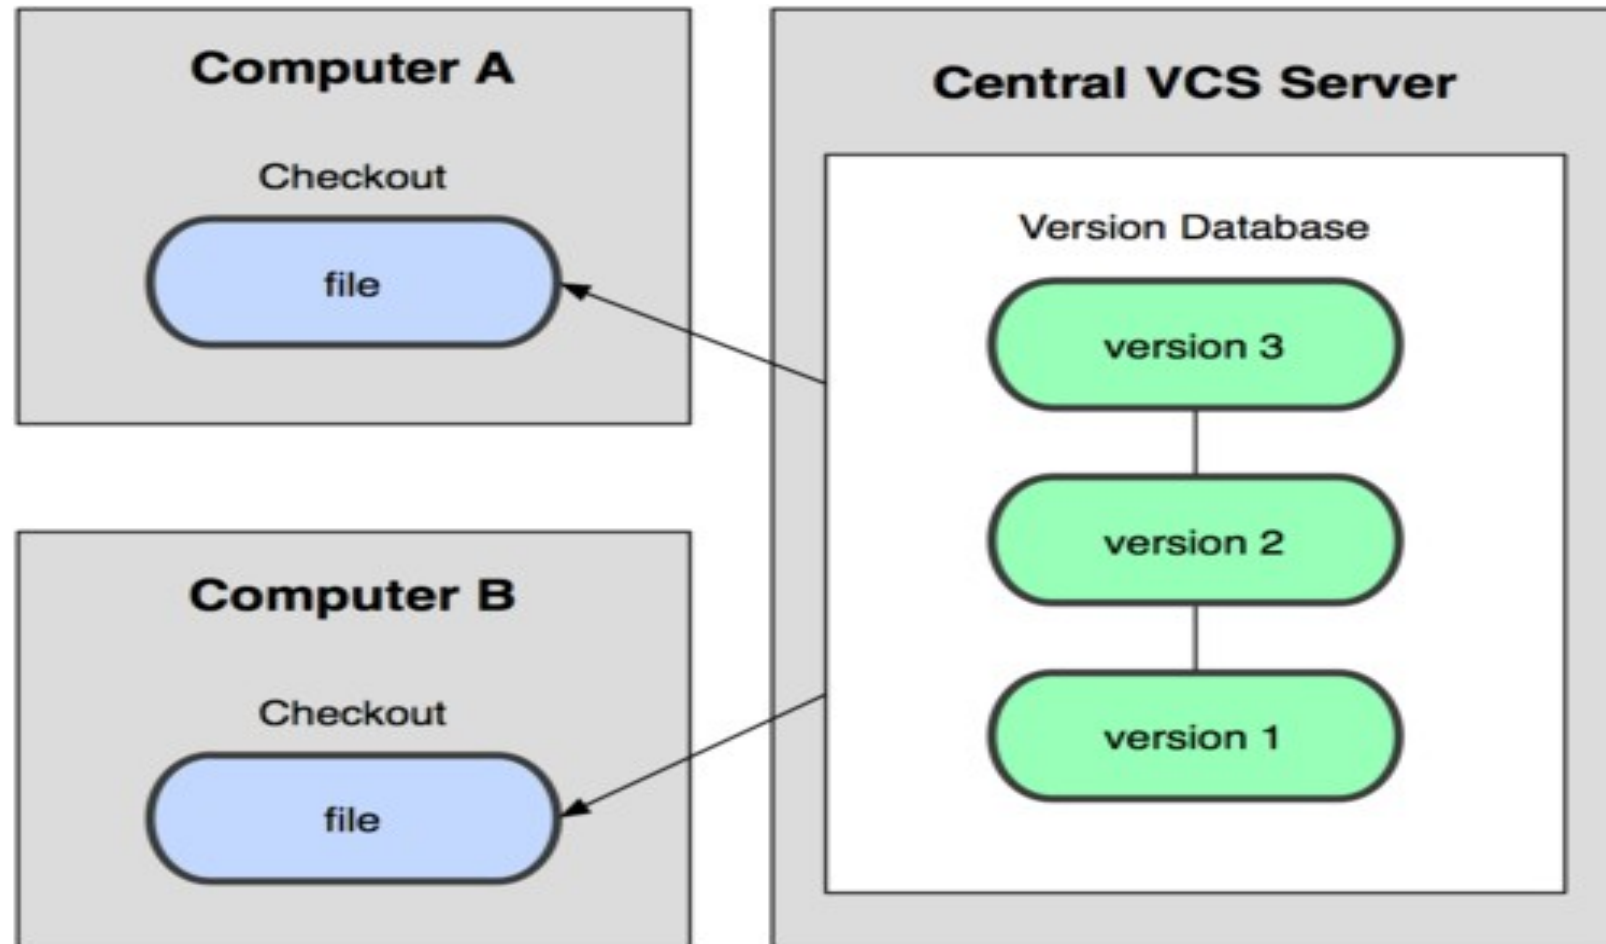 Computer A
Checkout
file
Computer B
Checkout
file
Central VCS Server
Version Database
version 3
version 2
version 1